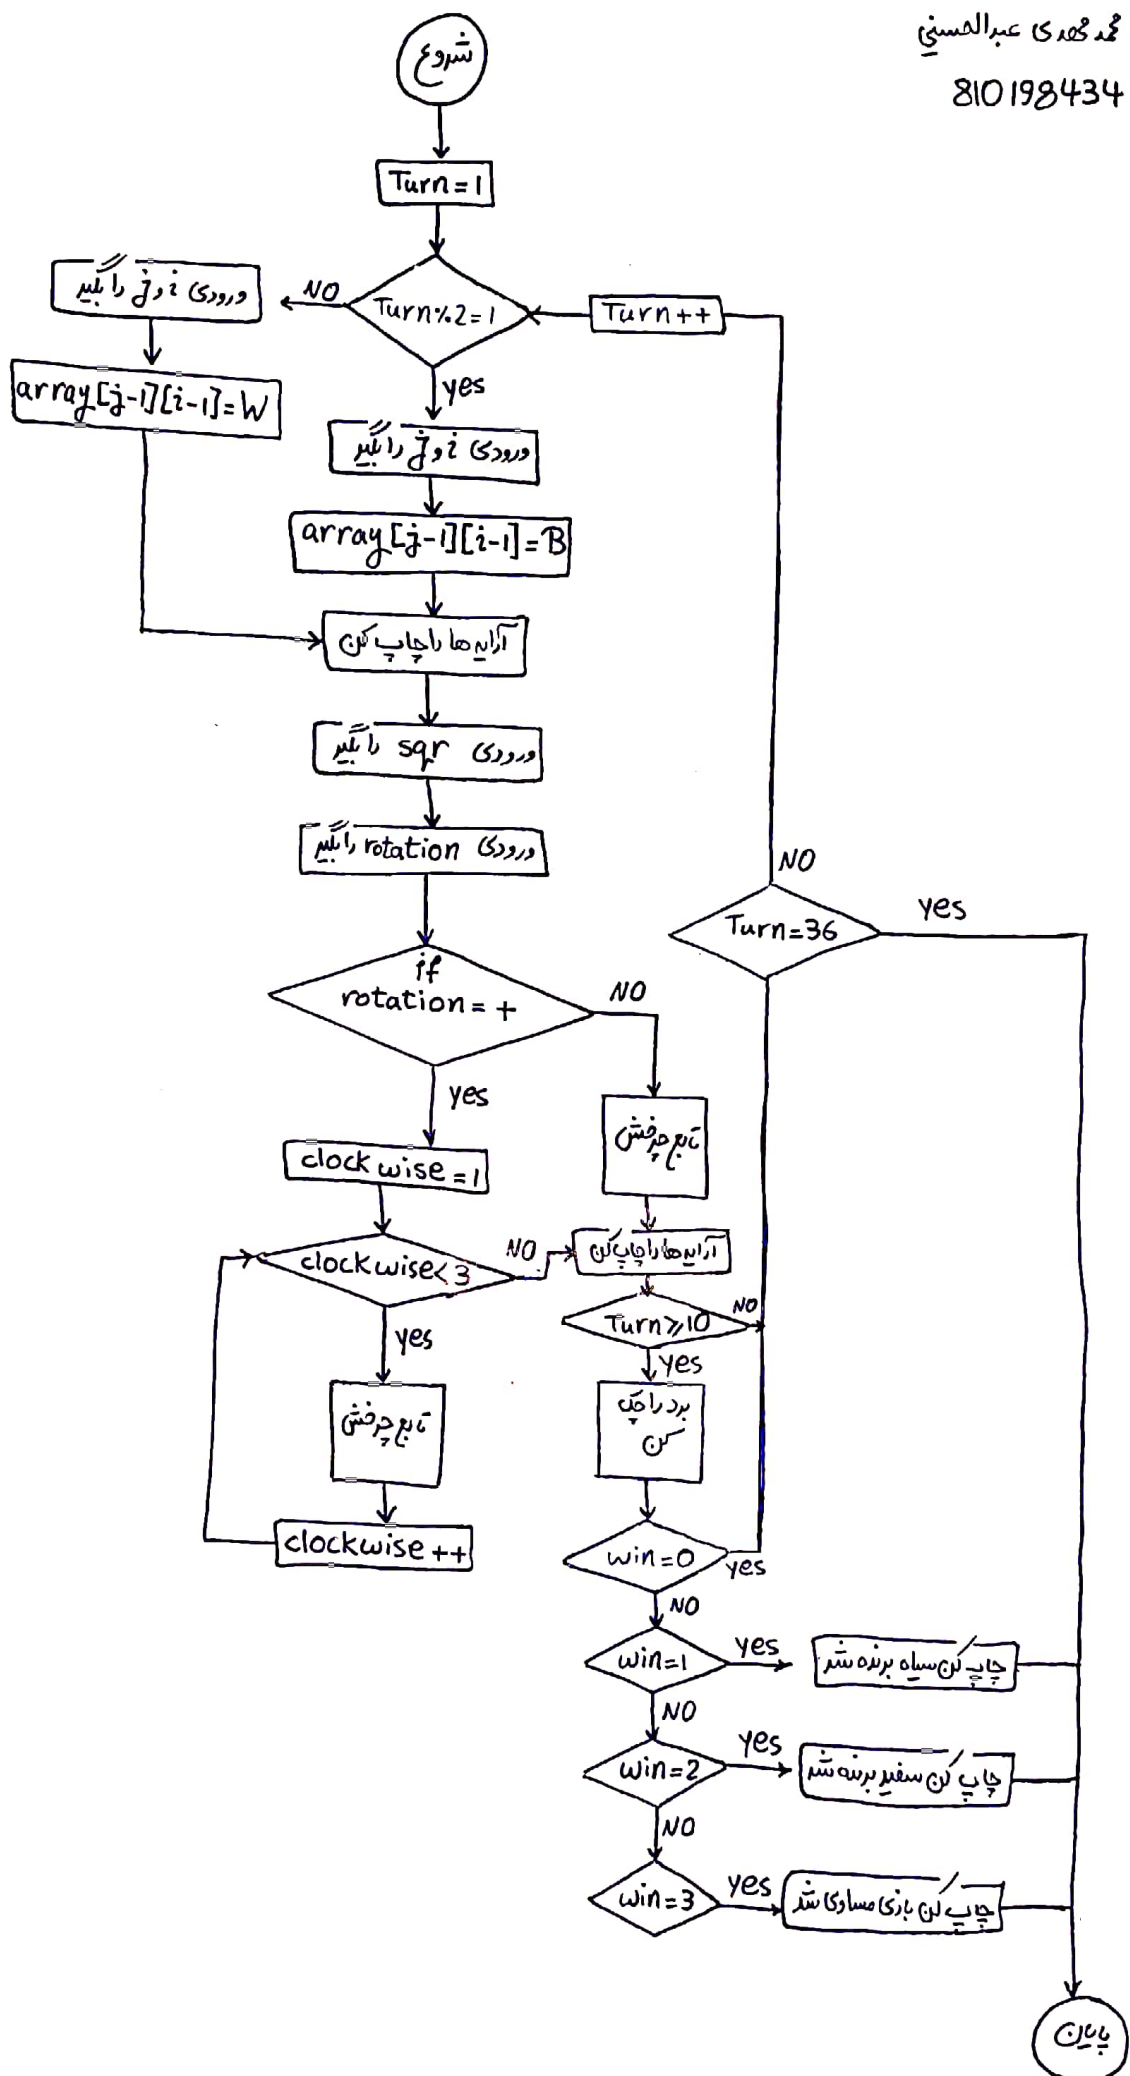 محمد مهدی عبدالحسنی
810198434
شروع
Turn=1
Turn%2=1
NO
ورودی i و j را بگیر
array[j-1][i-1]=W
Turn++
yes
ورودی i و j را بگیر
array[j-1][i-1]=B
آرایه ها را چاپ کن
ورودی sqr را بگیر
ورودی rotation را بگیر
NO
Turn=36
yes
if
rotation=+
NO
yes
تابع چرخش
clockwise=1
clockwise<3
NO
آرایه ها را چاپ کن
yes
Turn⩾10
NO
yes
تابع چرخش
برد را چک
کن
clockwise++
win=0
yes
NO
win=1
yes
چاپ کن سیاه برنده شد
NO
win=2
yes
چاپ کن سفید برنده شد
NO
win=3
yes
چاپ کن بازی مساوی شد
پایان